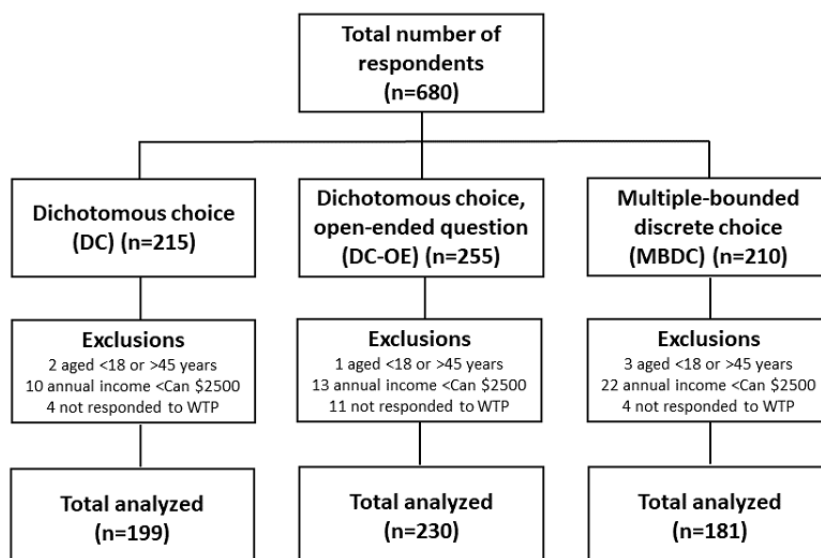 Total number of
respondents
(n=680)
Dichotomous choice
(DC) (n=215)
Dichotomous choice,
open-ended question
(DC-OE) (n=255)
Multiple-bounded
discrete choice
(MBDC) (n=210)
Exclusions
2 aged <18 or >45 years
10 annual income <Can $2500
4 not responded to WTP
Exclusions
1 aged <18 or >45 years
13 annual income <Can $2500
11 not responded to WTP
Exclusions
3 aged <18 or >45 years
22 annual income <Can $2500
4 not responded to WTP
Total analyzed
(n=199)
Total analyzed
(n=230)
Total analyzed
(n=181)